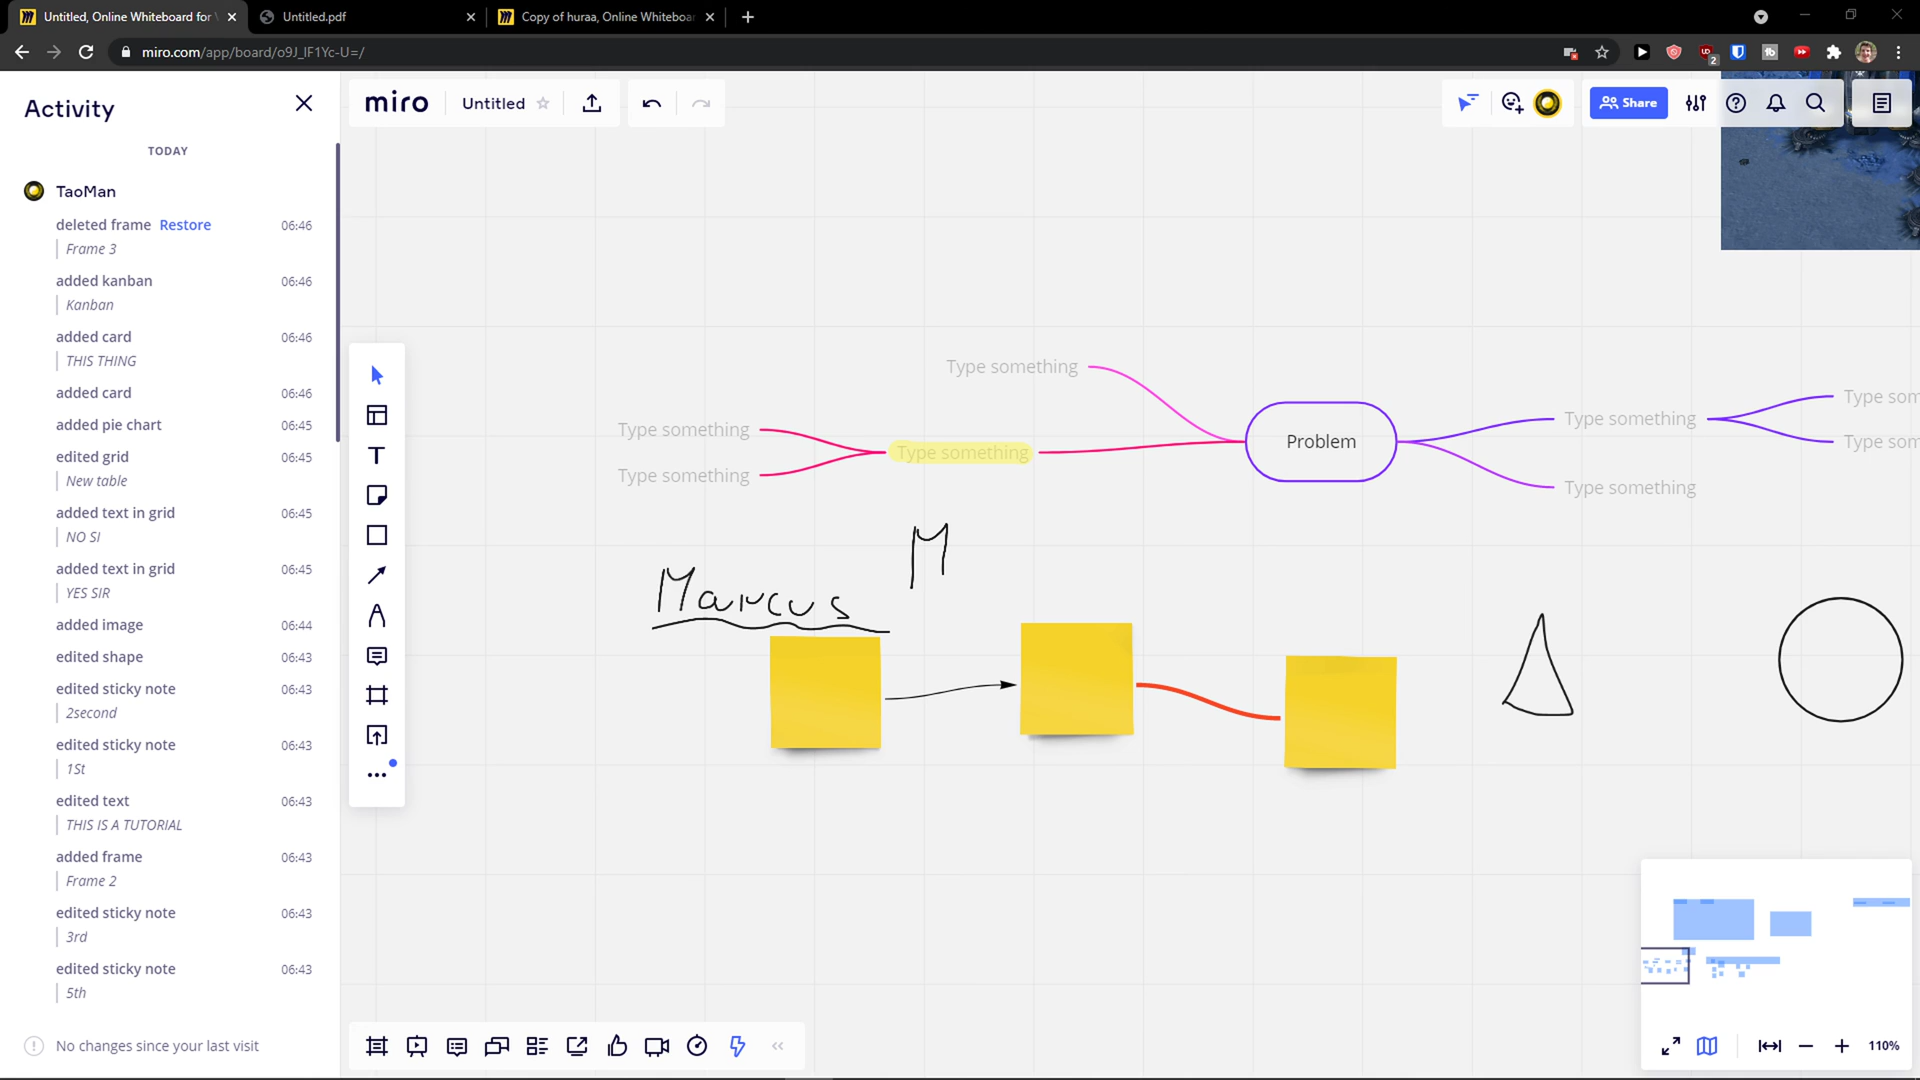 Untitled, Online Whiteboard for
Untitled.pdf
Copy of huraa, Online Whiteboar
miro.com/app/board/o9J_lF1Yc-U=/
2
Activity
miro
Untitled
Share
TODAY
TaoMan
deleted frame Restore 06:46
Frame 3
added kanban 06:46
Kanban
added card 06:46
THIS THING
added card 06:46
added pie chart 06:45
edited grid 06:45
New table
added text in grid 06:45
NO SI
added text in grid 06:45
YES SIR
added image 06:44
edited shape 06:43
edited sticky note 06:43
2second
edited sticky note 06:43
1St
edited text 06:43
THIS IS A TUTORIAL
added frame 06:43
Frame 2
edited sticky note 06:43
3rd
edited sticky note 06:43
5th
No changes since your last visit
Type something
Type something
Type something
Type something
Problem
Type something
Type som
Type som
Type something
M
Marcus
110%